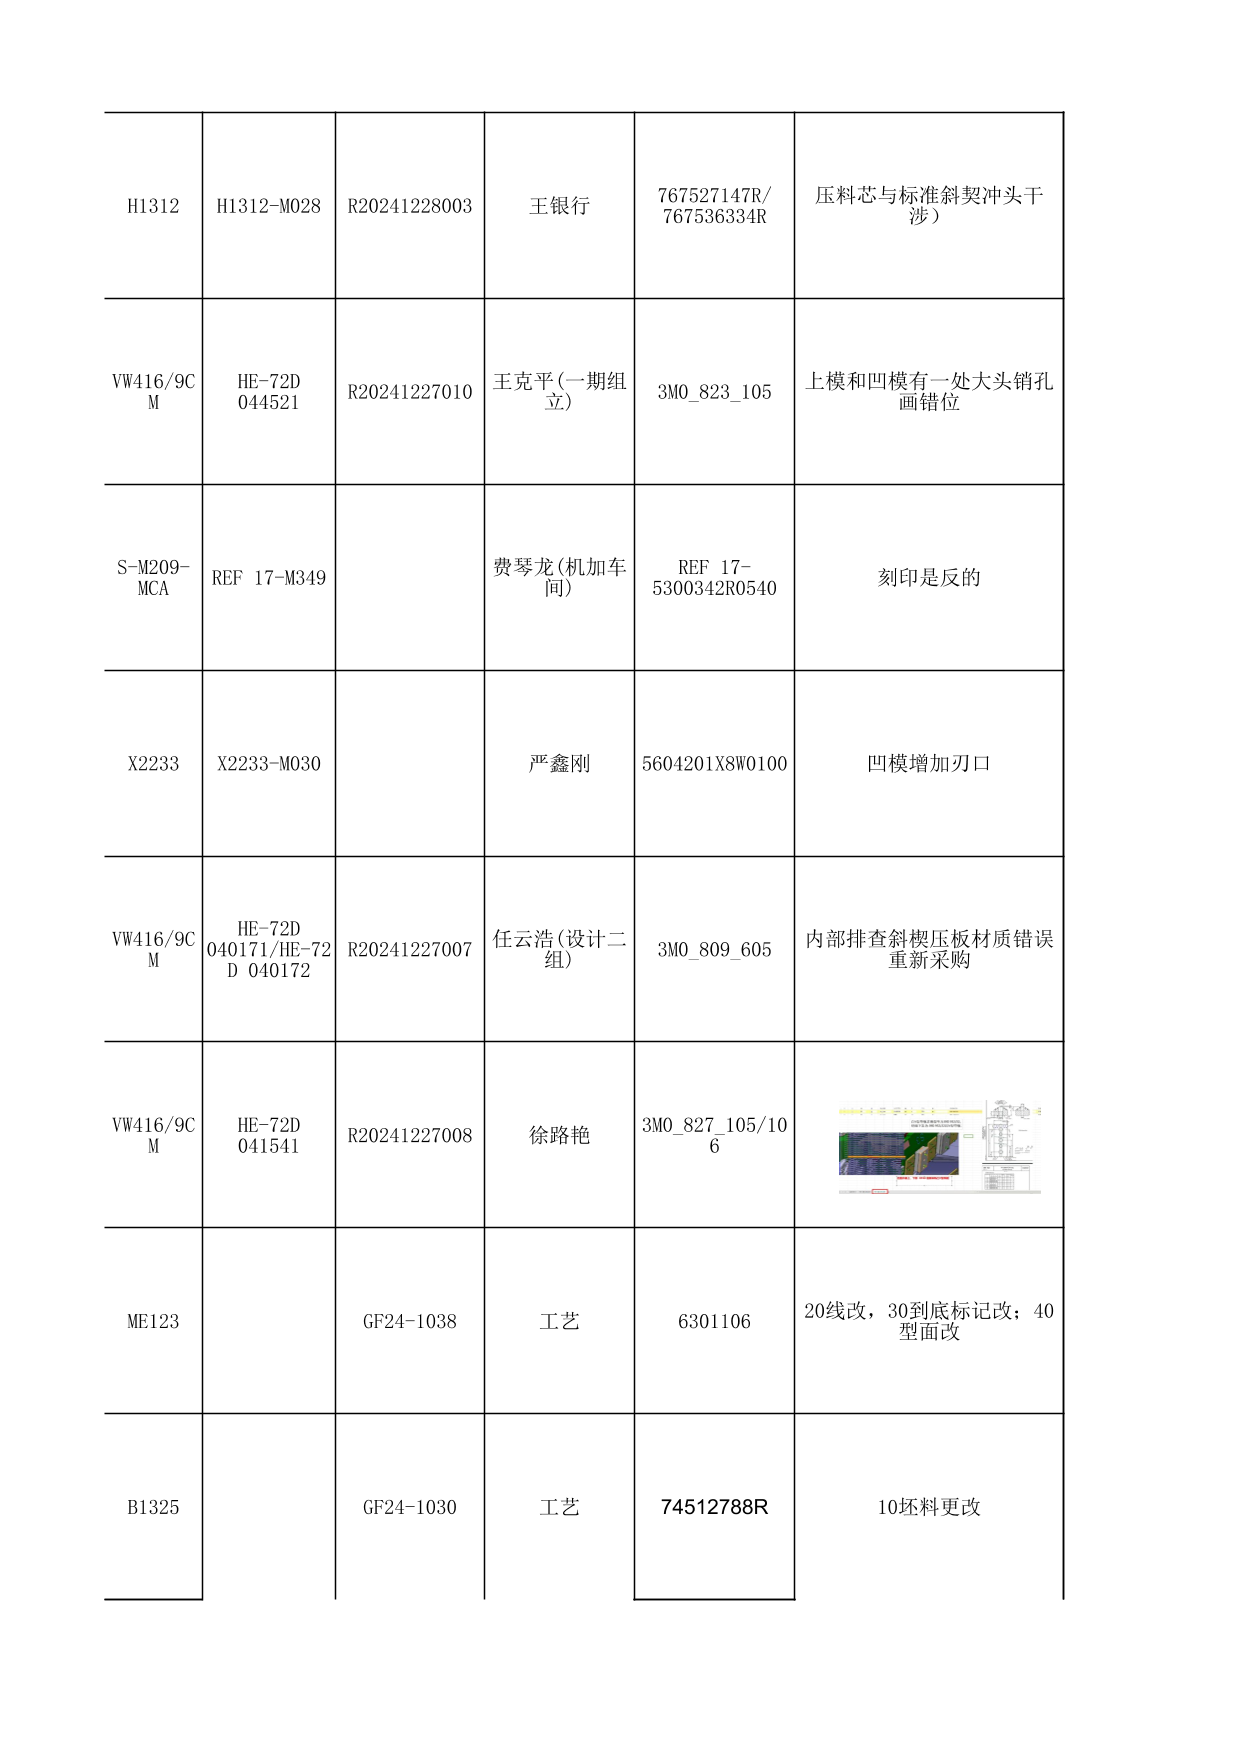 H1312
H1312-M028
R20241228003
王银行
767527147R/
767536334R
压料芯与标准斜契冲头干
涉）
VW416/9C
M
HE-72D
044521
R20241227010
王克平(一期组
立)
3M0_823_105
上模和凹模有一处大头销孔
画错位
S-M209-
MCA
REF 17-M349
费琴龙(机加车
间)
REF 17-
5300342R0540
刻印是反的
X2233
X2233-M030
严鑫刚
5604201X8W0100
凹模增加刃口
VW416/9C
M
HE-72D
040171/HE-72
D 040172
R20241227007
任云浩(设计二
组)
3M0_809_605
内部排查斜楔压板材质错误
重新采购
VW416/9C
M
HE-72D
041541
R20241227008
徐路艳
3M0_827_105/10
6
ME123
GF24-1038
工艺
6301106
20线改，30到底标记改；40
型面改
B1325
GF24-1030
工艺
74512788R
10坯料更改